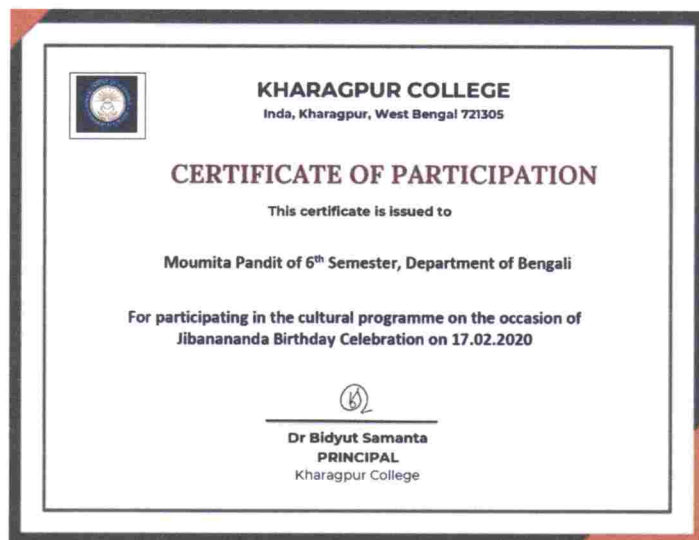 KHARAGPUR COLLEGE
Inda, Kharagpur, West Bengal 721305
CERTIFICATE OF PARTICIPATION
This certificate is issued to
Moumita Pandit of 6th Semester, Department of Bengali
For participating in the cultural programme on the occasion of
Jibanananda Birthday Celebration on 17.02.2020
Dr Bidyut Samanta
PRINCIPAL
Kharagpur College